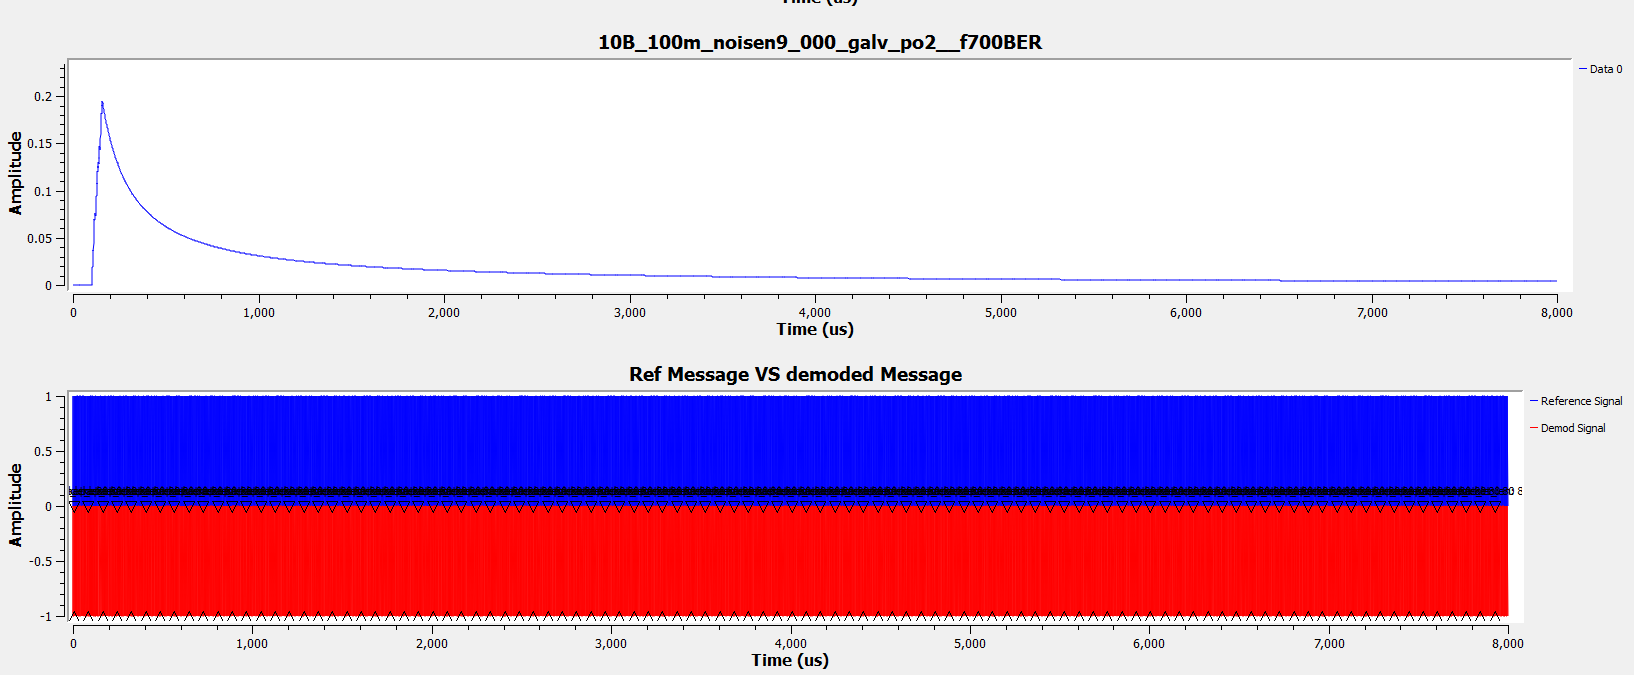 Time (us)
10B_100m_noisen9_000_galv_po2__f700BER
Data 0
Amplitude
0.2
0.15
0.1
0.05
0
0 1,000 2,000 3,000 4,000 5,000 6,000 7,000 8,000
Time (us)
Ref Message VS demoded Message
Reference Signal
Demod Signal
Amplitude
1
0.5
0
-0.5
-1
0 1,000 2,000 3,000 4,000 5,000 6,000 7,000 8,000
Time (us)